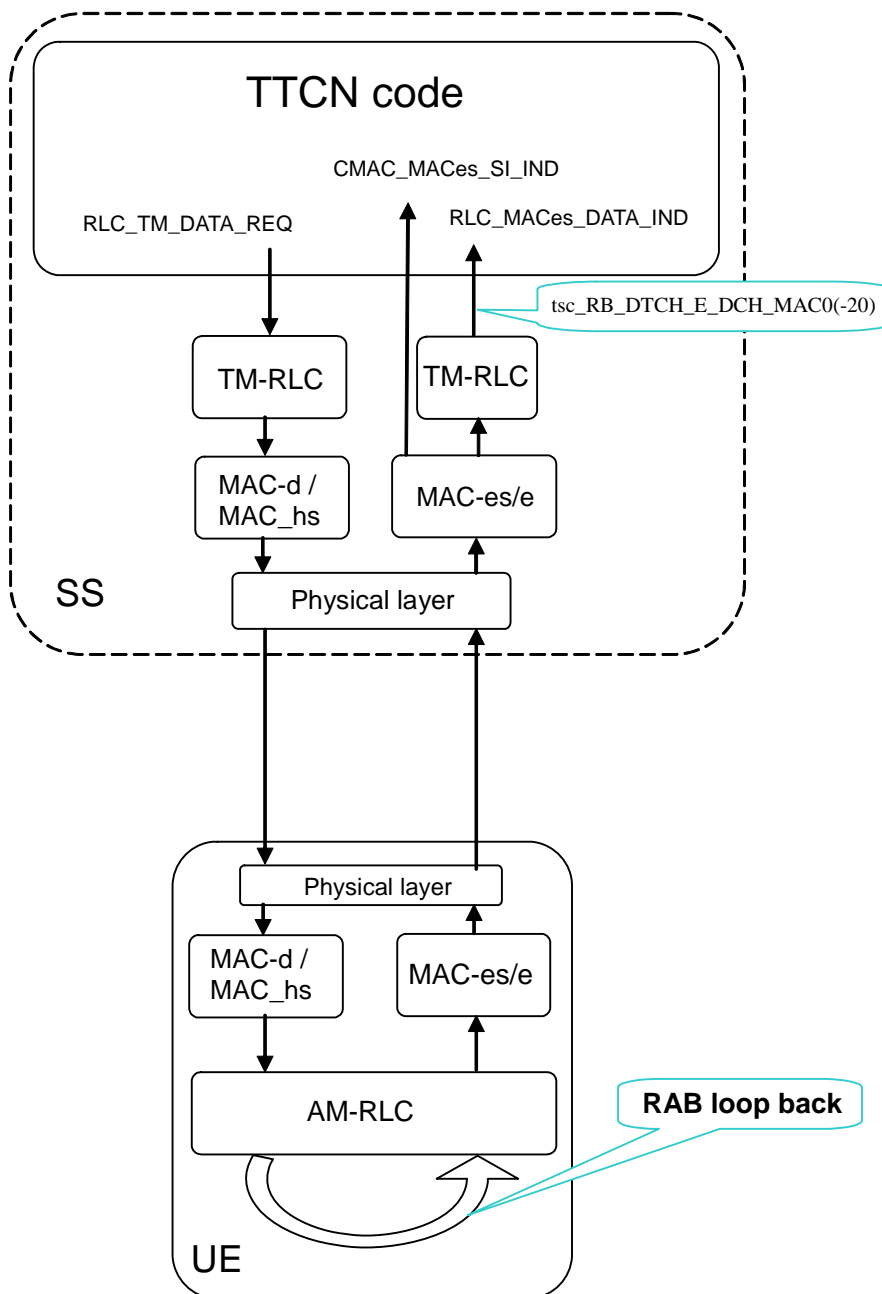 TTCN code
CMAC_MACes_SI_IND
RLC_MACes_DATA_IND
RLC_TM_DATA_REQ
tsc_RB_DTCH_E_DCH_MAC0(-20)
TM-RLC
TM-RLC
MAC-d /
MAC_hs
MAC-es/e
SS
Physical layer
Physical layer
MAC-d /
MAC_hs
MAC-es/e
AM-RLC
RAB loop back
UE